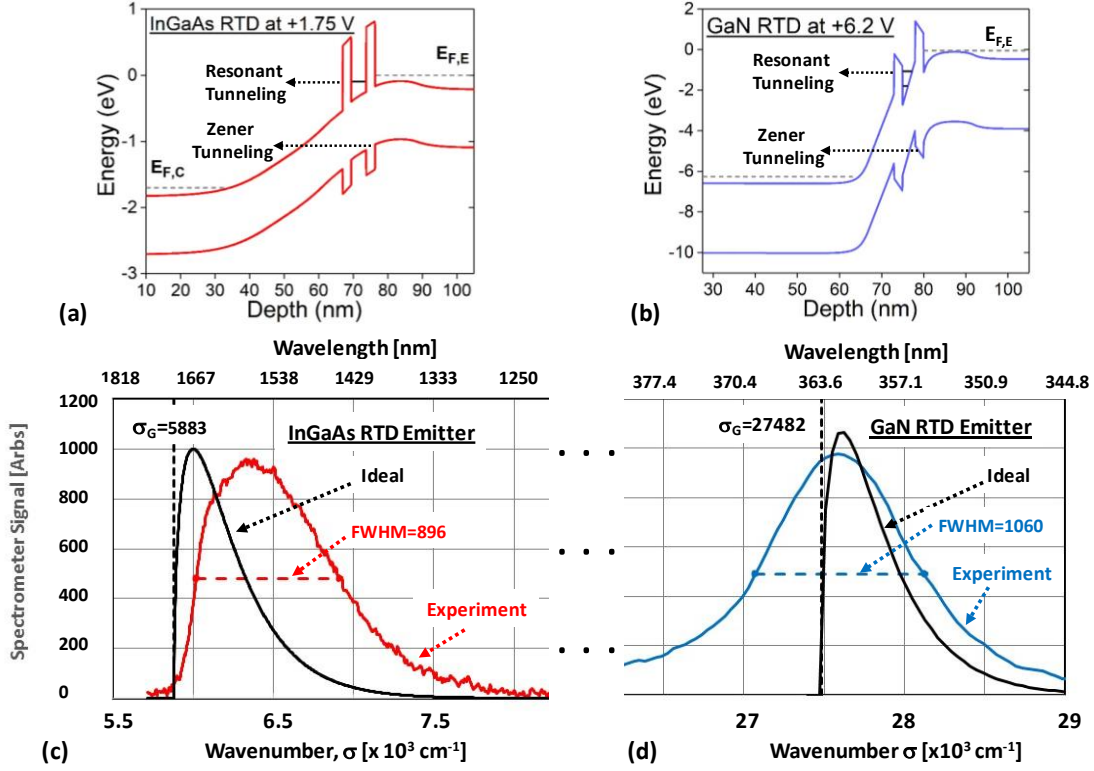 InGaAs RTD at +1.75 V
E_F,E
Resonant
Tunneling
Zener
Tunneling
E_F,C
Energy (eV)
1
0
-1
-2
-3
10 20 30 40 50 60 70 80 90 100
Depth (nm)
(a)
GaN RTD at +6.2 V
E_F,E
Resonant
Tunneling
Zener
Tunneling
E_F,C
Energy (eV)
2
0
-2
-4
-6
-8
-10
30 40 50 60 70 80 90 100
Depth (nm)
(b)
Wavelength [nm]
1818 1667 1538 1429 1333 1250
σG=5883
InGaAs RTD Emitter
Ideal
FWHM=896
Experiment
Spectrometer Signal [Arbs]
1200
1000
800
600
400
200
0
5.5 6.5 7.5
(c)
Wavenumber, σ [x 10³ cm⁻¹]
. . .
. . .
. . .
Wavelength [nm]
377.4 370.4 363.6 357.1 350.9 344.8
σG=27482
GaN RTD Emitter
Ideal
FWHM=1060
Experiment
27 28 29
(d)
Wavenumber σ [x10³ cm⁻¹]